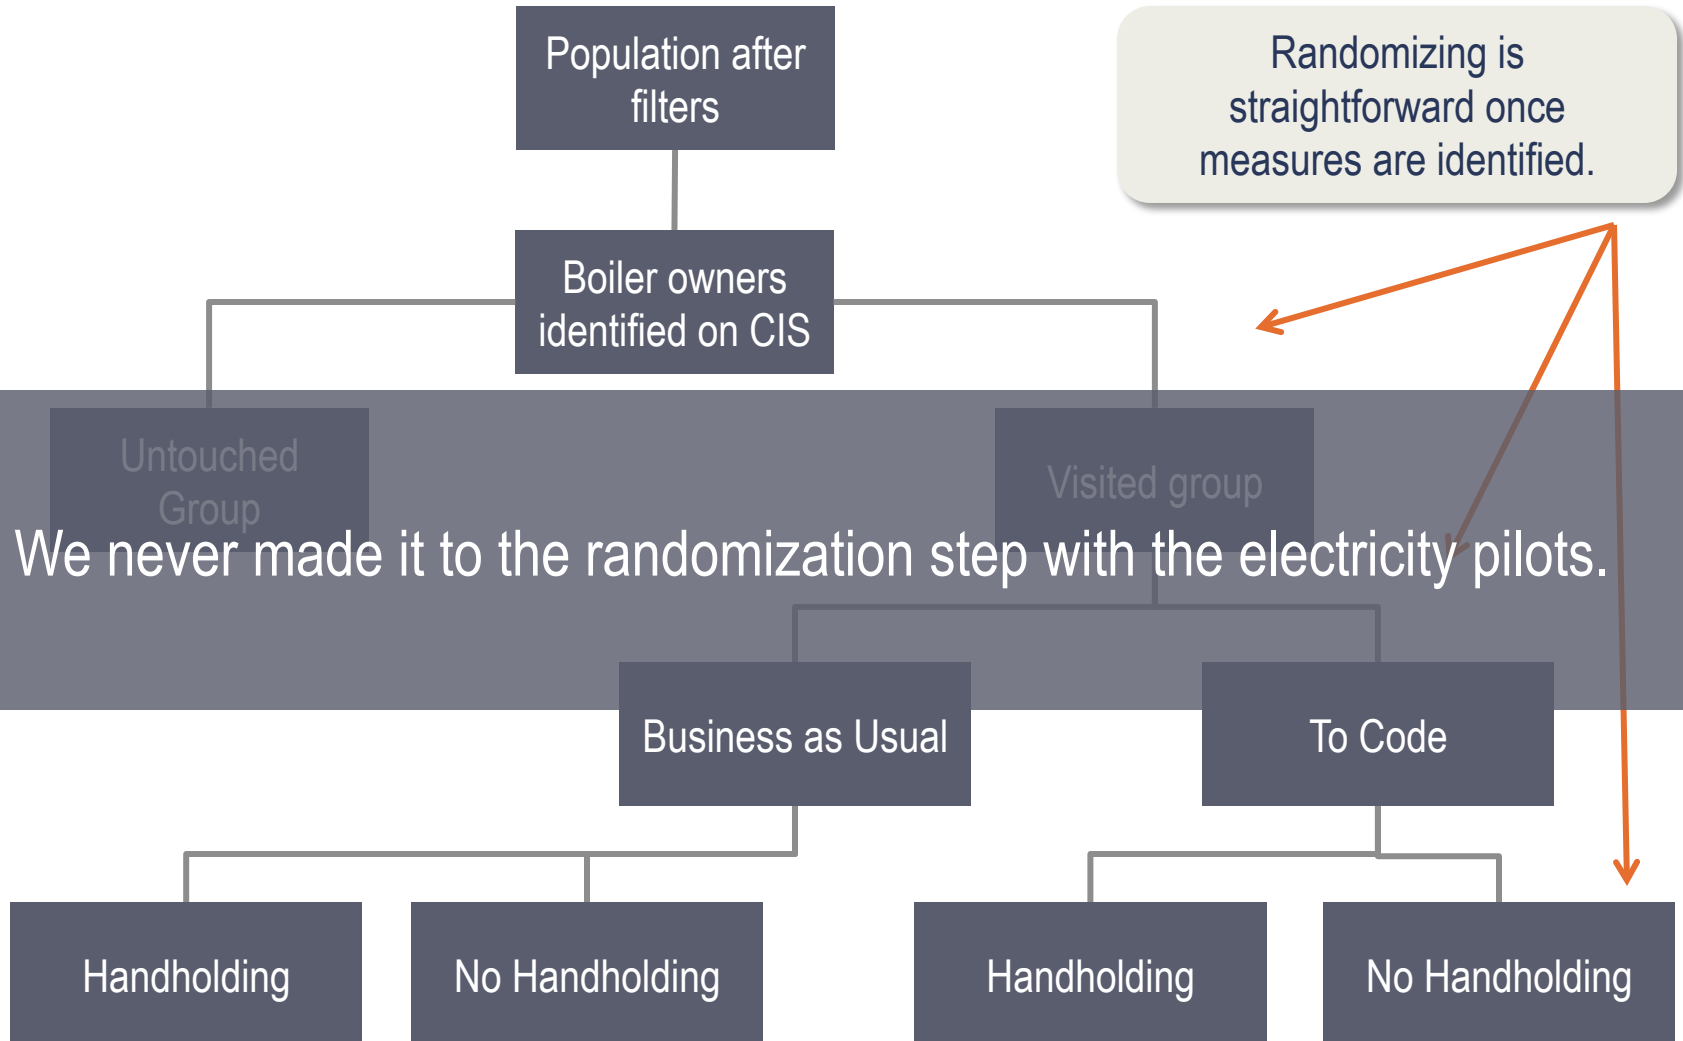 Population after
filters
Randomizing is
straightforward once
measures are identified.
Boiler owners
identified on CIS
Untouched
Group
Visited group
We never made it to the randomization step with the electricity pilots.
Business as Usual
To Code
Handholding
No Handholding
Handholding
No Handholding